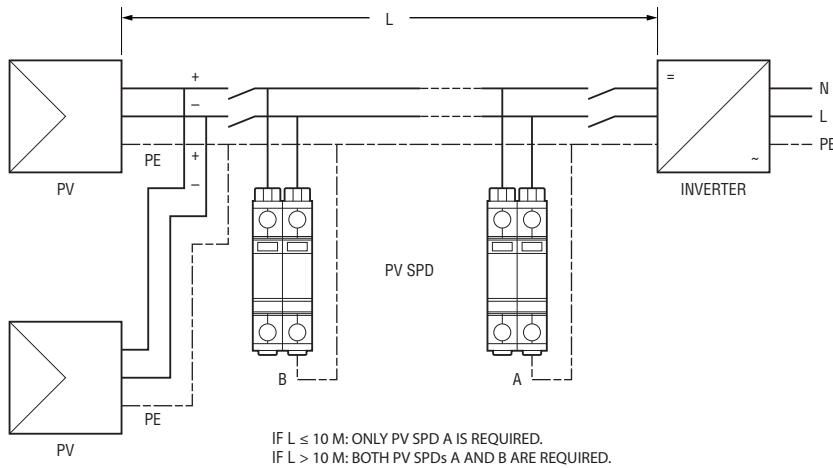 L
+
–
=
N
L
PE
PE
+
–
~
PV
INVERTER
PV SPD
B
A
PE
PV
IF L ≤ 10 M: ONLY PV SPD A IS REQUIRED.
IF L > 10 M: BOTH PV SPDs A AND B ARE REQUIRED.